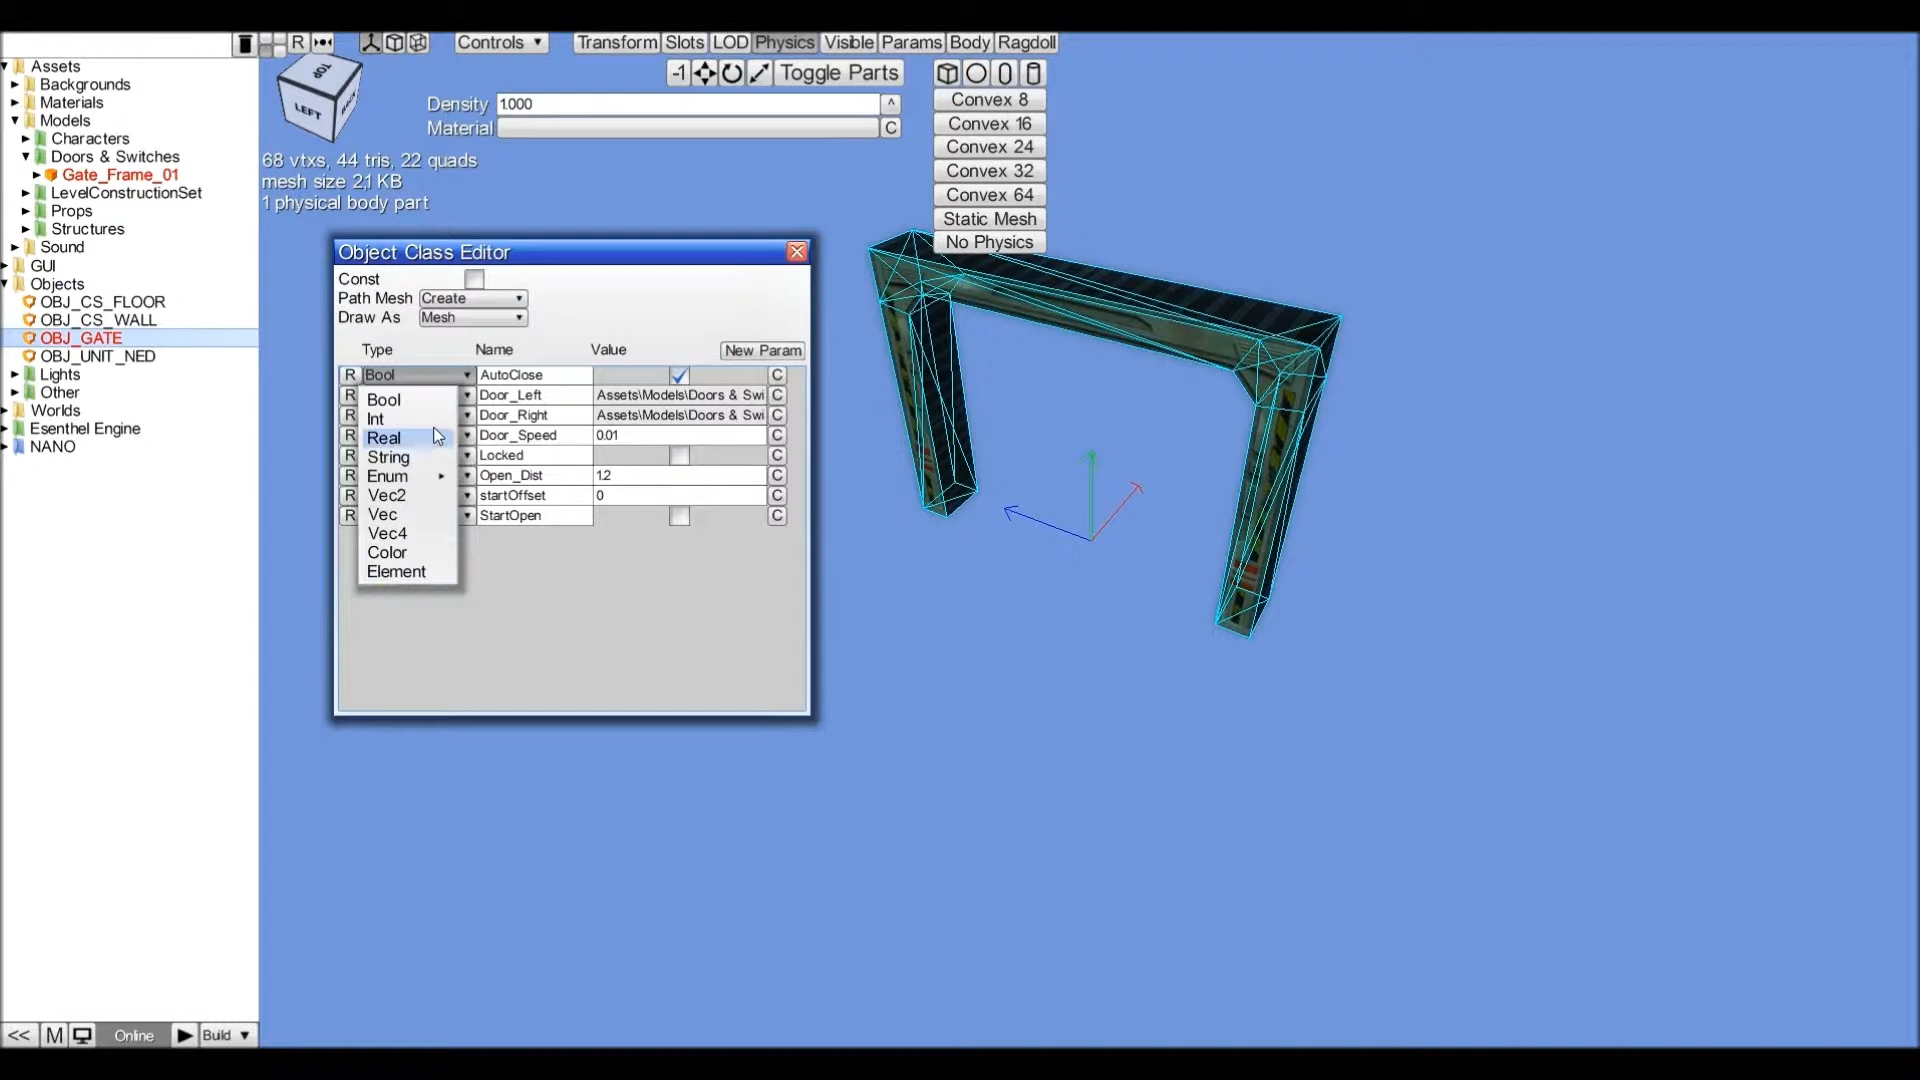 R Controls Transform Slots LOD Physics Visible Params Body Ragdoll
Assets
Backgrounds
Materials
Models
Characters
Doors & Switches
Gate_Frame_01
LevelConstructionSet
Props
Structures
Sound
GUI
Objects
OBJ_CS_FLOOR
OBJ_CS_WALL
OBJ_GATE
OBJ_UNIT_NED
Lights
Other
Worlds
Esenthel Engine
NANO
<< M Online Build
TOP
LEFT
BACK
-1 Toggle Parts
Density 1.000 ^
Material C
68 vtxs, 44 tris, 22 quads
mesh size 2,1 KB
1 physical body part
Convex 8
Convex 16
Convex 24
Convex 32
Convex 64
Static Mesh
No Physics
Object Class Editor
Const
Path Mesh Create
Draw As Mesh
Type Name Value New Param
R Bool AutoClose C
R Door_Left Assets\Models\Doors & Swi C
R Door_Right Assets\Models\Doors & Swi C
R Door_Speed 0.01 C
R Locked C
R Open_Dist 1.2 C
R startOffset 0 C
R StartOpen C
Bool
Int
Real
String
Enum
Vec2
Vec
Vec4
Color
Element